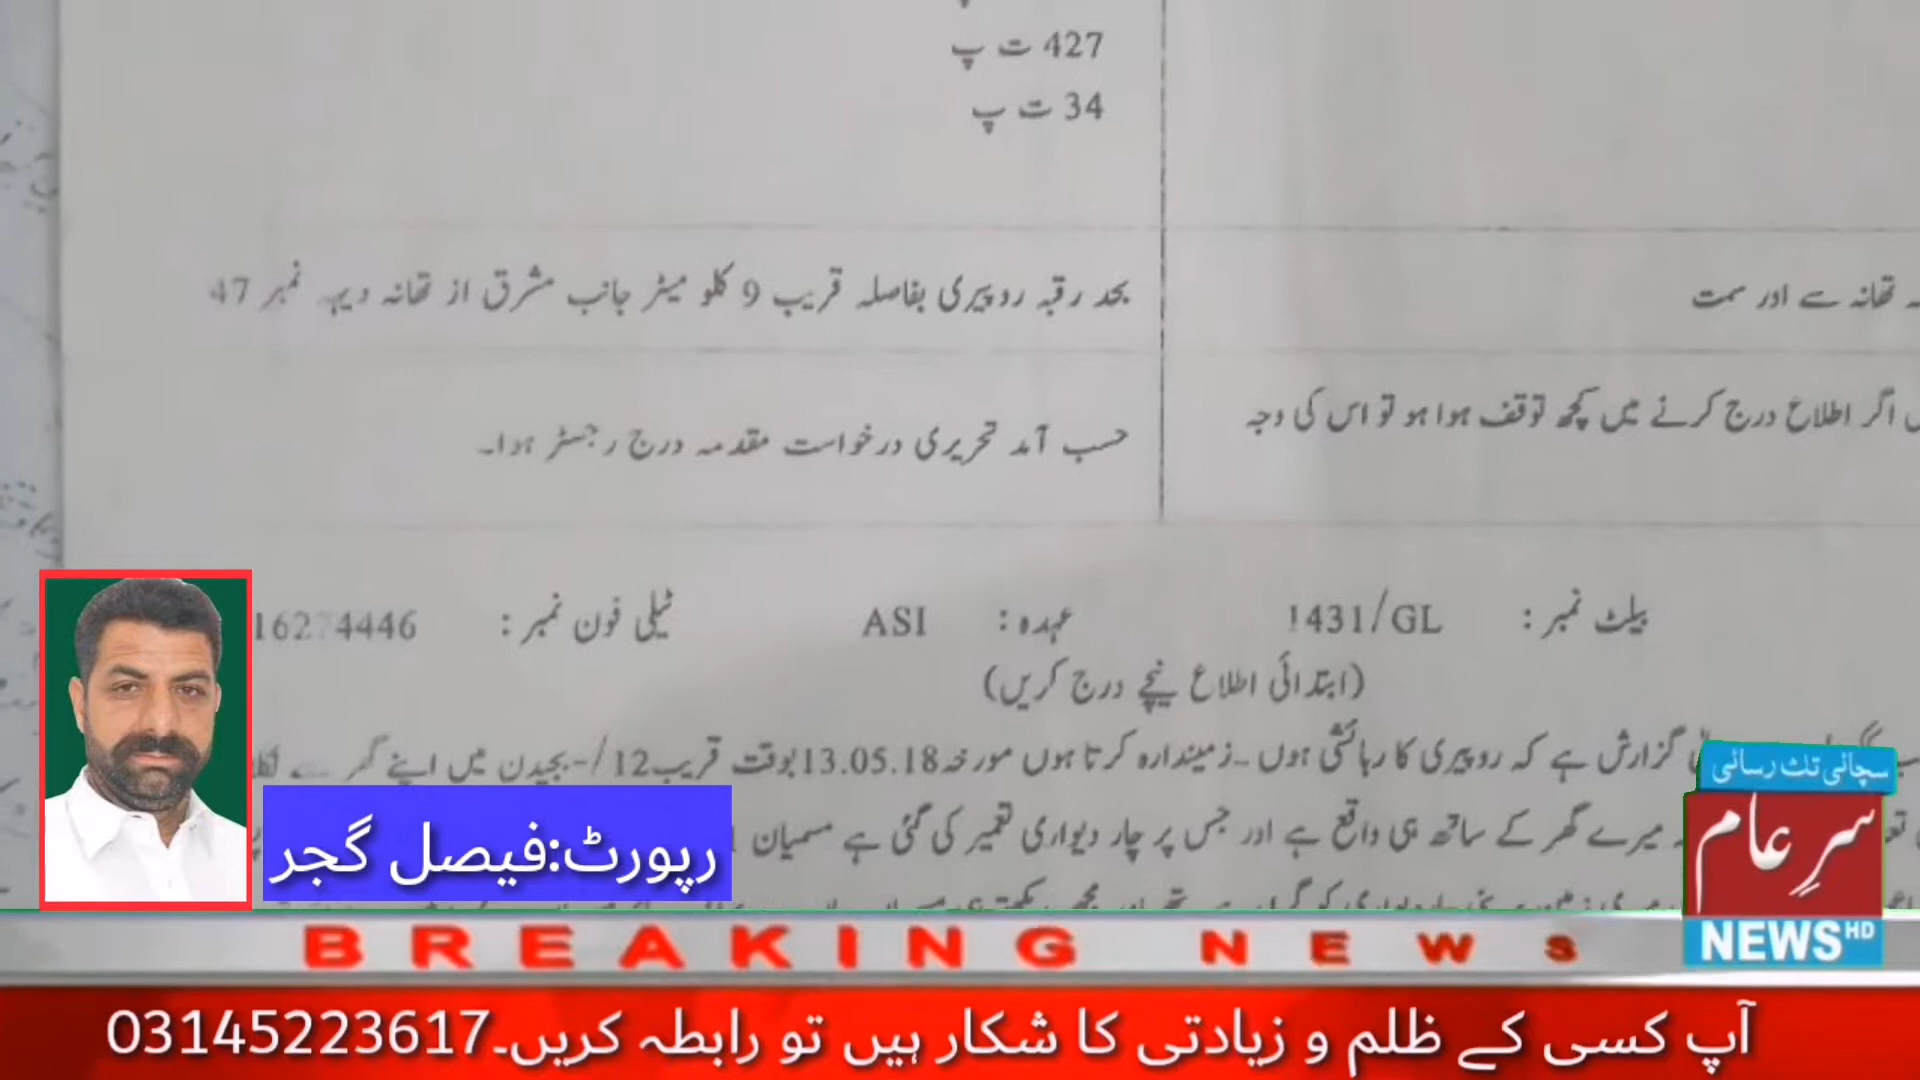 427 ت پ
34 ت پ
تھانہ سے اور سمت
بحد رقبہ روپیری بفاصلہ قریب 9 کلو میٹر جانب مشرق از تھانہ دیہہ نمبر 47
اگر اطلاع درج کرنے میں کچھ توقف ہوا ہو تو اس کی وجہ
حسب آمد تحریری درخواست مقدمہ درج رجسٹر ہوا۔
بیلٹ نمبر : 1431/GL عہدہ : ASI ٹیلی فون نمبر : 16274446
(ابتدائی اطلاع نیچے درج کریں)
گزارش ہے کہ روپیری کا رہائشی ہوں ۔زمیندارہ کرتا ہوں مورخہ 13.05.18 بوقت قریب 12/- بجیدن میں اپنے گھر سے
میرے گھر کے ساتھ ہی واقع ہے اور جس پر چار دیواری تعمیر کی گئی ہے مسمیان
رپورٹ:فیصل گجر
سچائی تک رسائی
سرِ عام
NEWS HD
BREAKING NEWS
آپ کسی کے ظلم و زیادتی کا شکار ہیں تو رابطہ کریں۔03145223617